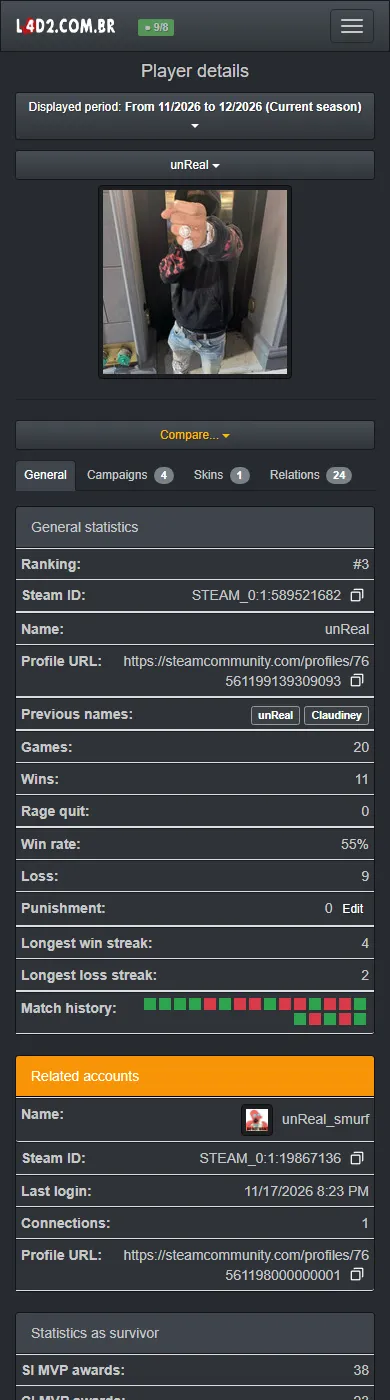 L4D2.COM.BR
● 9/8
Player details
Displayed period: From 11/2026 to 12/2026 (Current season)
unReal
Compare...
General Campaigns 4 Skins 1 Relations 24
General statistics
Ranking: #3
Steam ID: STEAM_0:1:589521682
Name: unReal
Profile URL: https://steamcommunity.com/profiles/76
561199139309093
Previous names: unReal Claudiney
Games: 20
Wins: 11
Rage quit: 0
Win rate: 55%
Loss: 9
Punishment: 0 Edit
Longest win streak: 4
Longest loss streak: 2
Match history:
Related accounts
Name: unReal_smurf
Steam ID: STEAM_0:1:19867136
Last login: 11/17/2026 8:23 PM
Connections: 1
Profile URL: https://steamcommunity.com/profiles/76
561198000000001
Statistics as survivor
SI MVP awards: 38